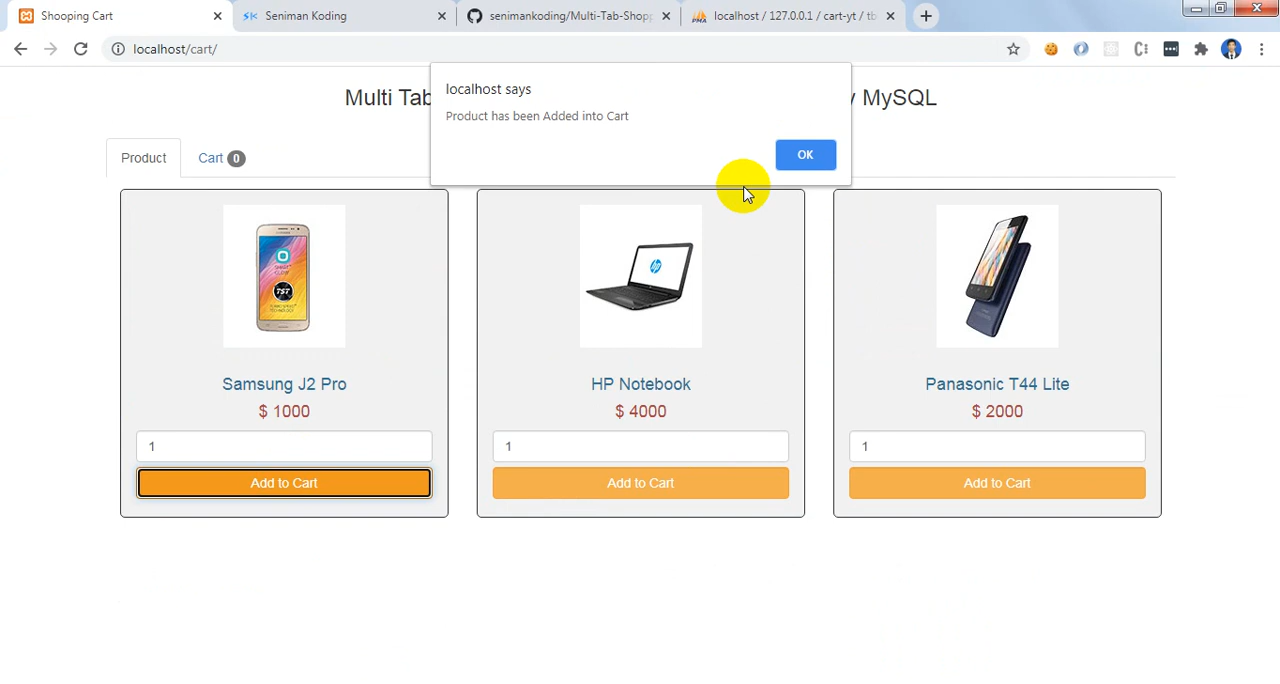 Shooping Cart
Seniman Koding
senimankoding/Multi-Tab-Shopp
localhost / 127.0.0.1 / cart-yt / tb
localhost/cart/
Multi Tab
y MySQL
localhost says
Product has been Added into Cart
OK
Product
Cart 0
Samsung J2 Pro
$ 1000
1
Add to Cart
HP Notebook
$ 4000
1
Add to Cart
Panasonic T44 Lite
$ 2000
1
Add to Cart